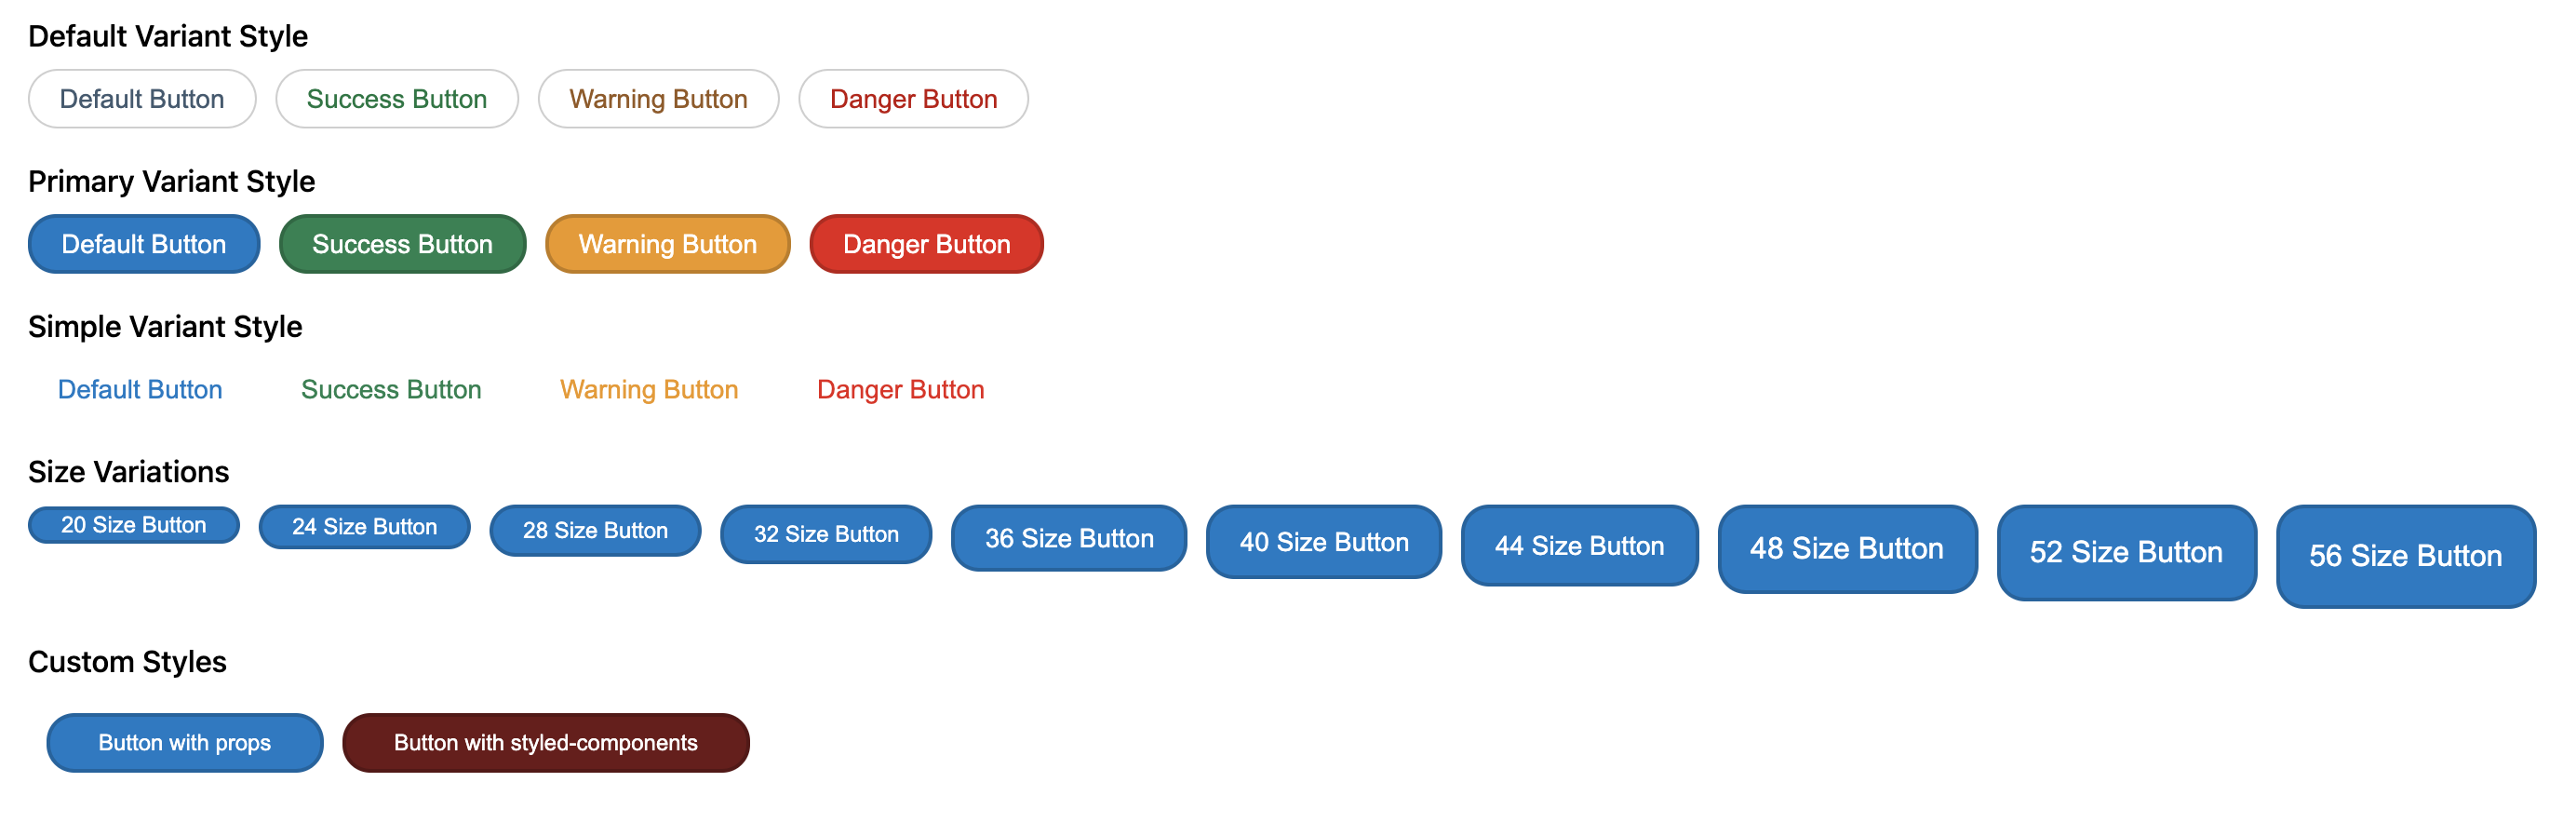 Default Variant Style
Default Button Success Button Warning Button Danger Button
Primary Variant Style
Default Button Success Button Warning Button Danger Button
Simple Variant Style
Default Button Success Button Warning Button Danger Button
Size Variations
20 Size Button 24 Size Button 28 Size Button 32 Size Button 36 Size Button 40 Size Button 44 Size Button 48 Size Button 52 Size Button 56 Size Button
Custom Styles
Button with props Button with styled-components